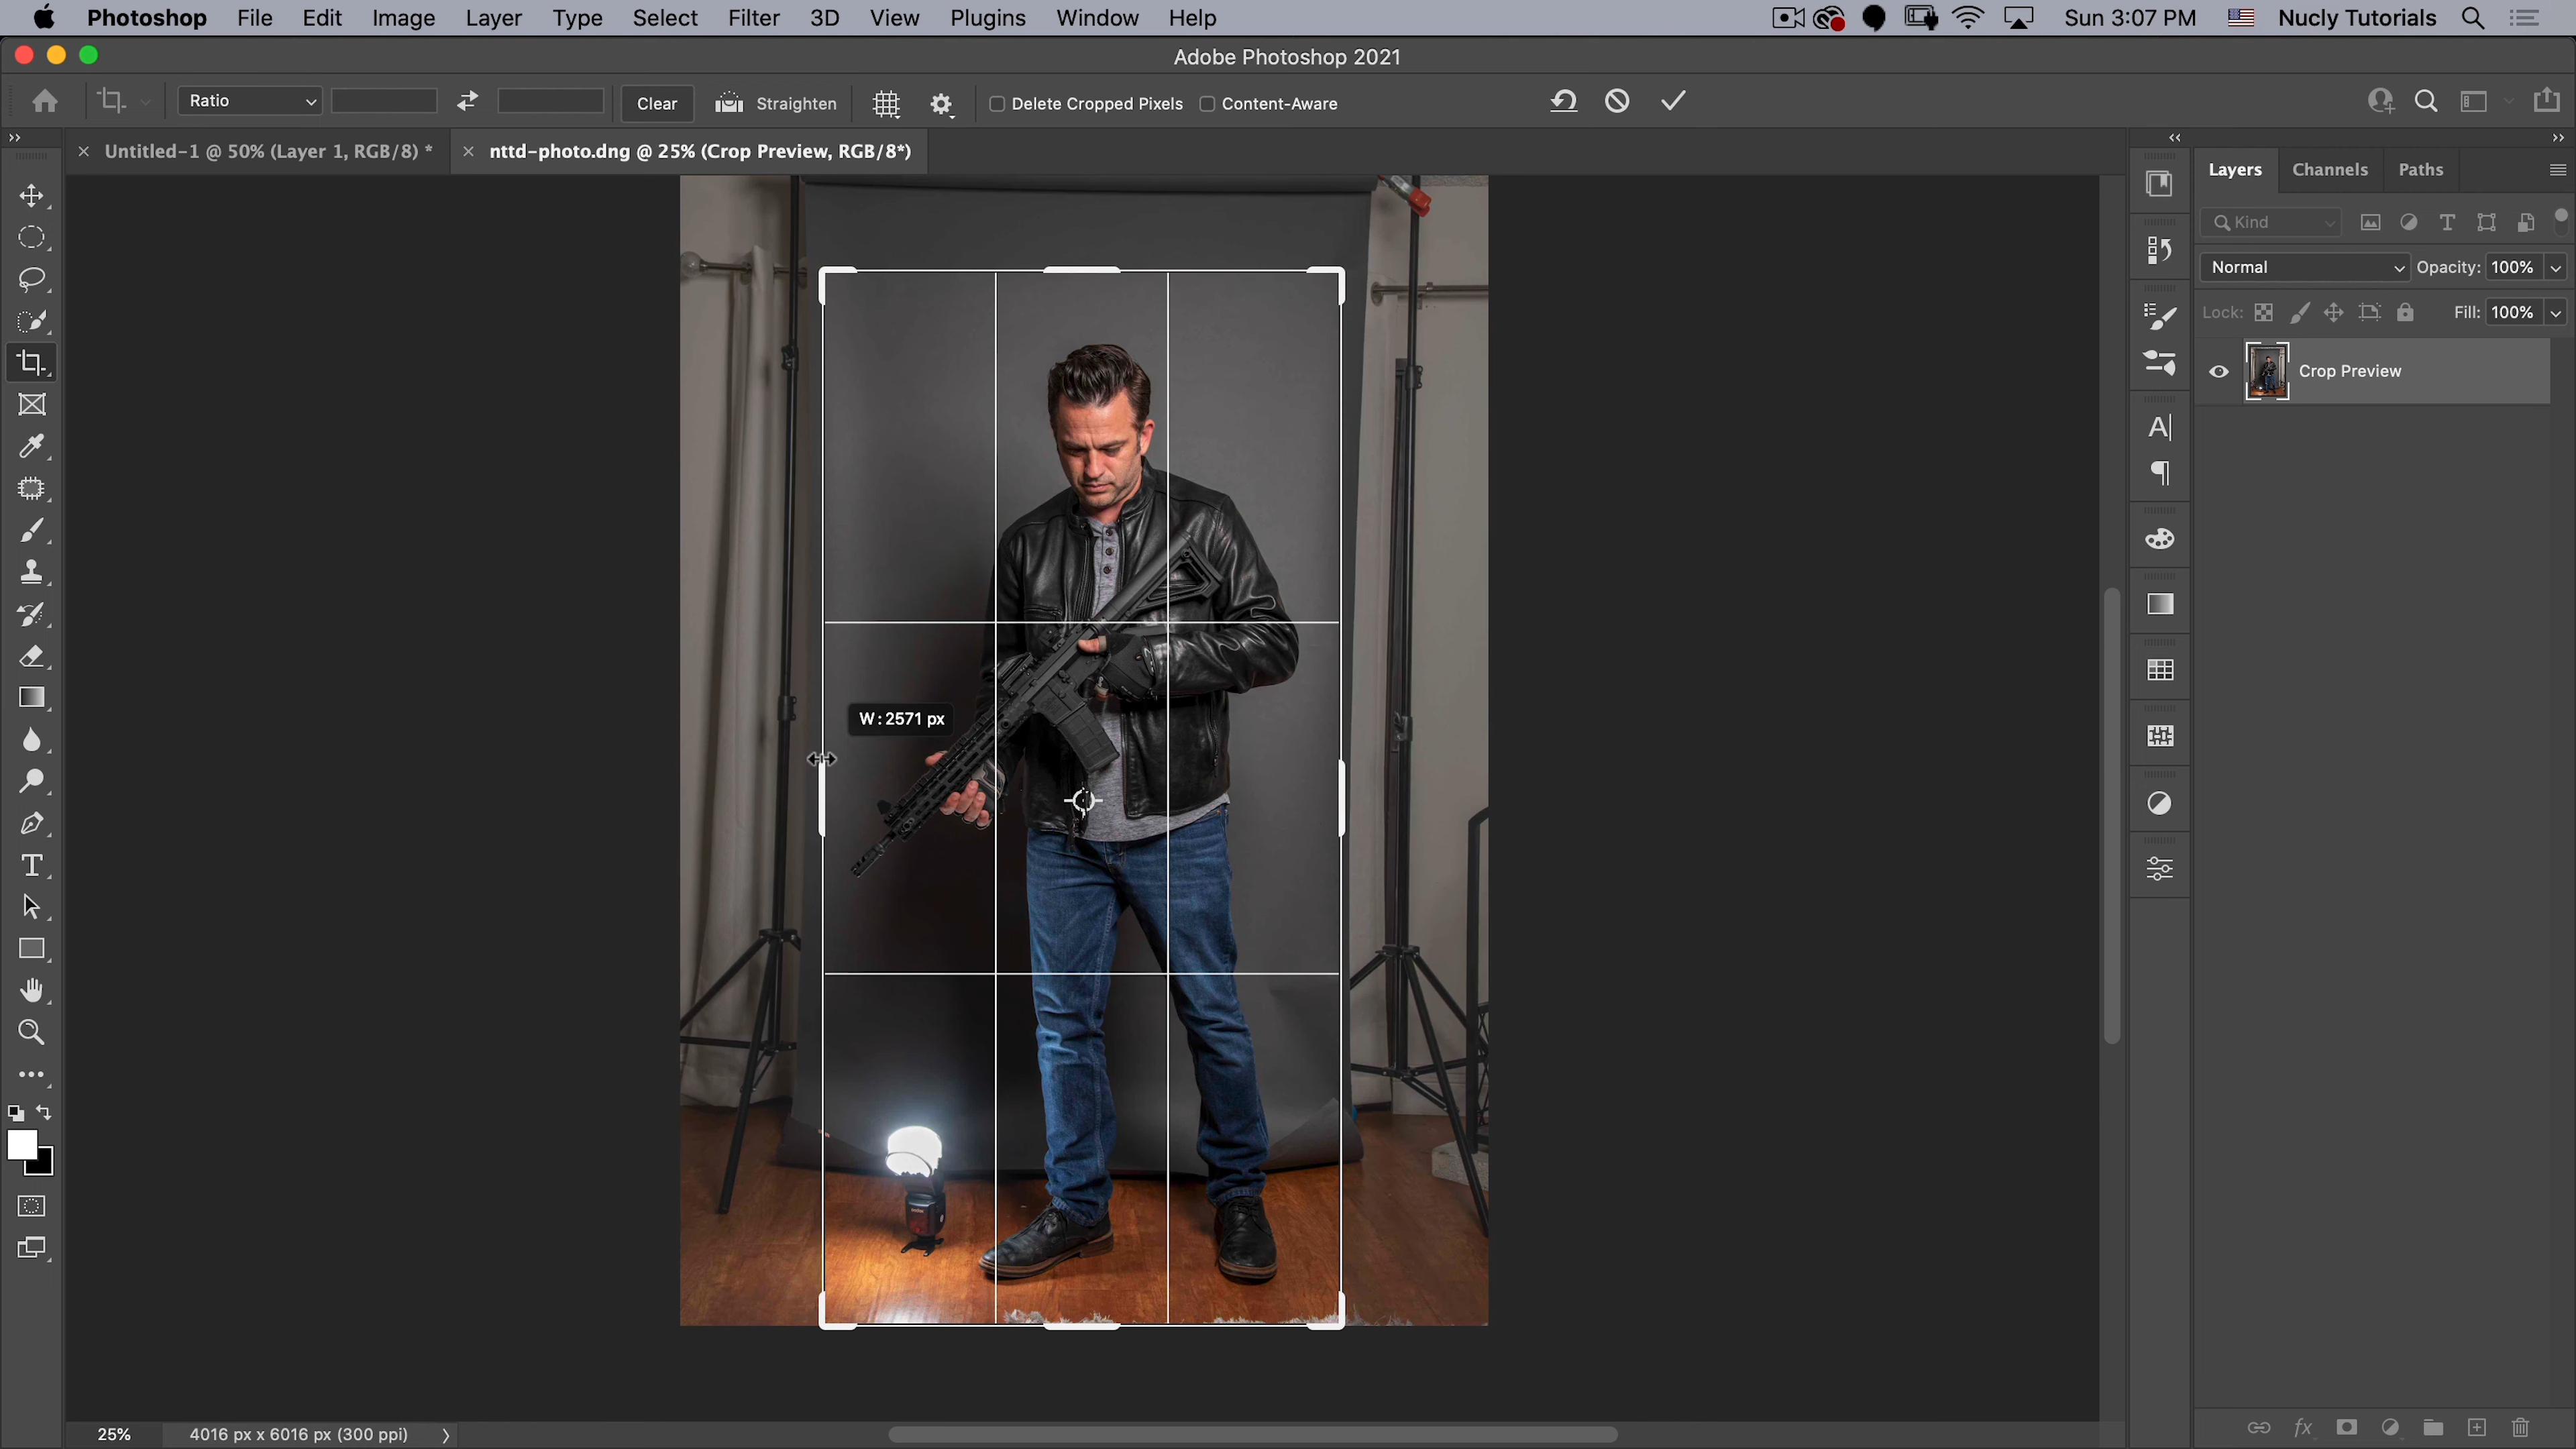 Photoshop File Edit Image Layer Type Select Filter 3D View Plugins Window Help Sun 3:07 PM Nucly Tutorials
Adobe Photoshop 2021
Ratio Clear Straighten Delete Cropped Pixels Content-Aware
Untitled-1 @ 50% (Layer 1, RGB/8) * nttd-photo.dng @ 25% (Crop Preview, RGB/8*)
Layers Channels Paths
Kind
Normal Opacity: 100%
Lock: Fill: 100%
Crop Preview
W: 2571 px
25% 4016 px x 6016 px (300 ppi)